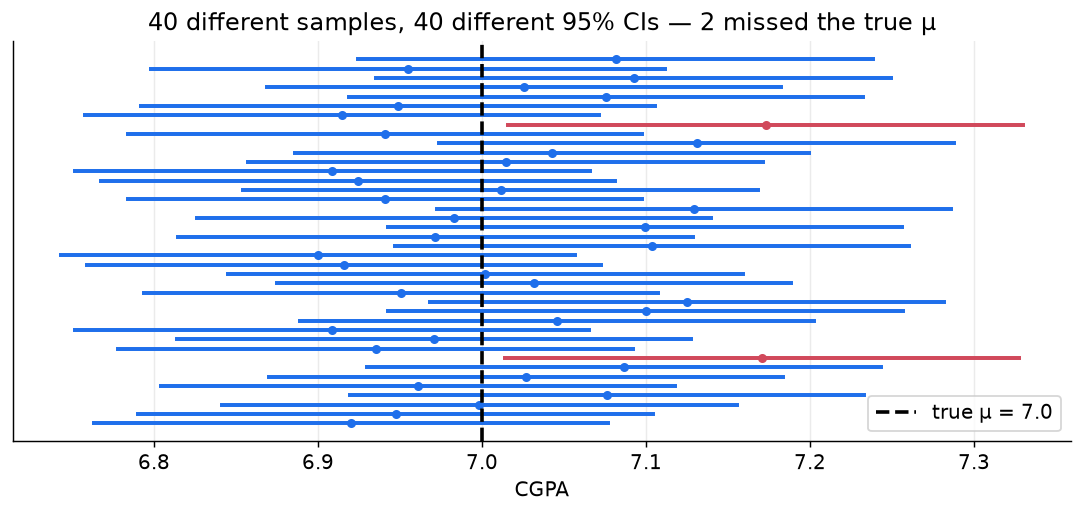 40 different samples, 40 different 95% CIs — 2 missed the true μ
true μ = 7.0
6.8 6.9 7.0 7.1 7.2 7.3
CGPA